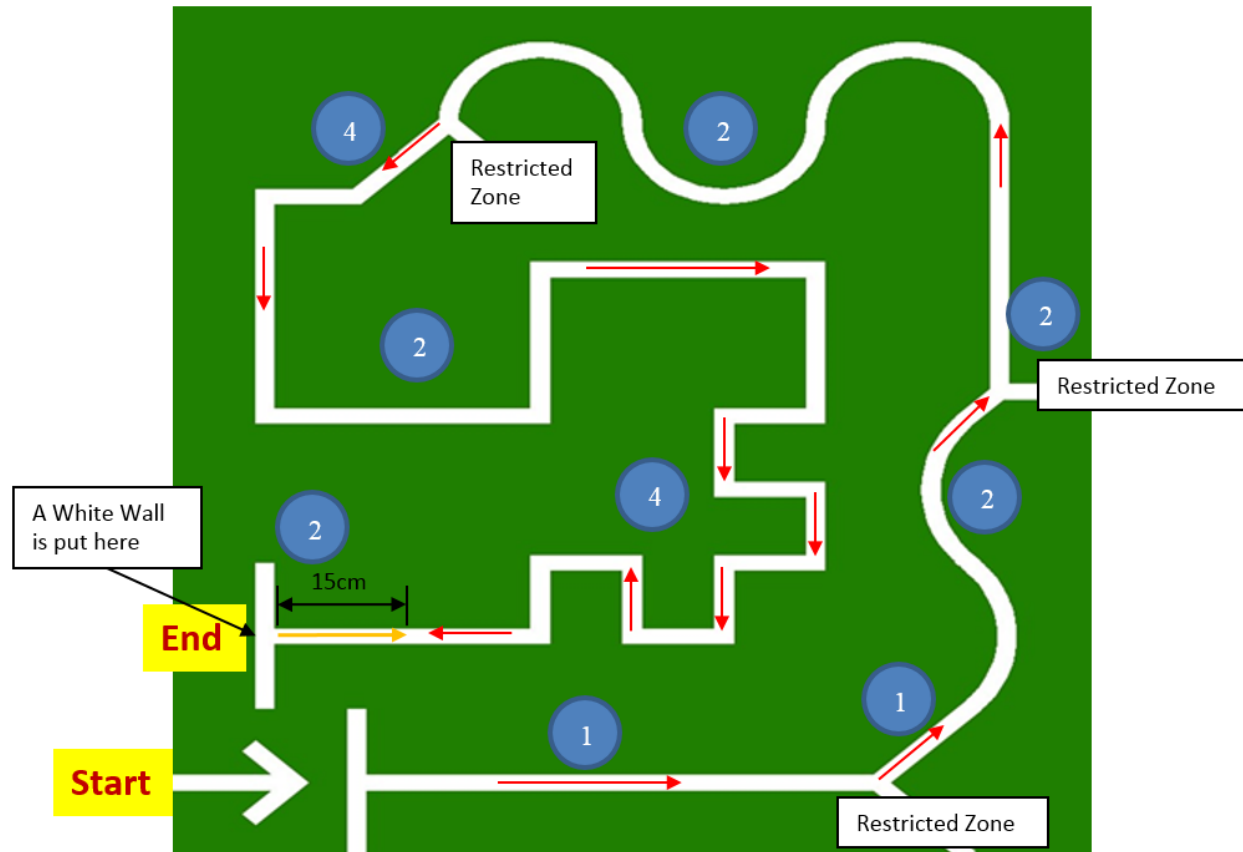 4
2
Restricted
Zone
2
2
Restricted Zone
4
2
A White Wall
is put here
2
15cm
End
1
1
Start
Restricted Zone